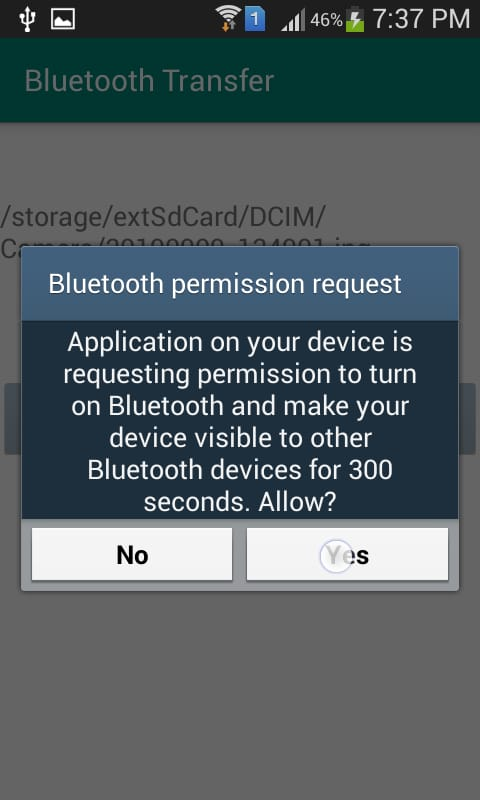 1 46% 7:37 PM
Bluetooth Transfer
/storage/extSdCard/DCIM/
Bluetooth permission request
Application on your device is
requesting permission to turn
on Bluetooth and make your
device visible to other
Bluetooth devices for 300
seconds. Allow?
No Yes